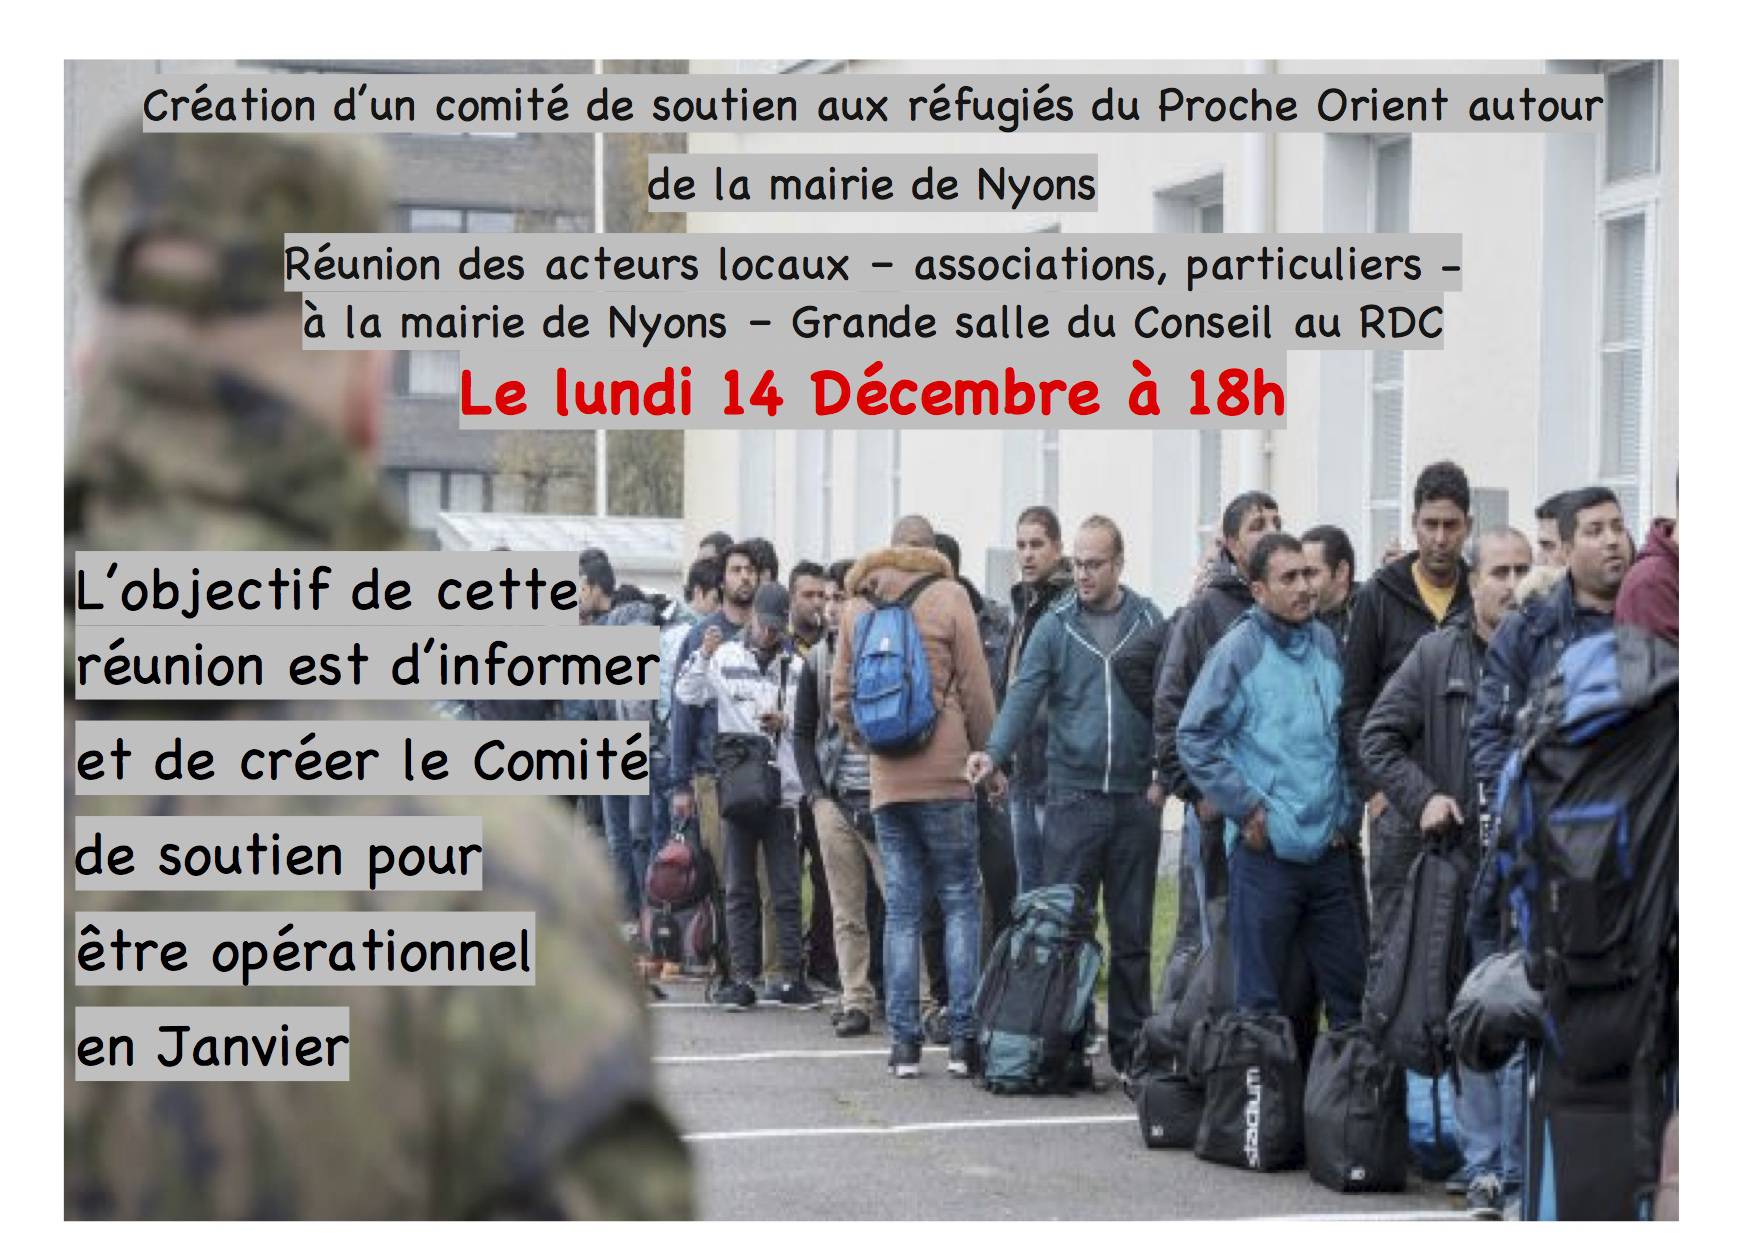 Création d’un comité de soutien aux réfugiés du Proche Orient autour
de la mairie de Nyons
Réunion des acteurs locaux – associations, particuliers -
à la mairie de Nyons – Grande salle du Conseil au RDC
Le lundi 14 Décembre à 18h
L’objectif de cette
réunion est d’informer
et de créer le Comité
de soutien pour
être opérationnel
en Janvier
stadium